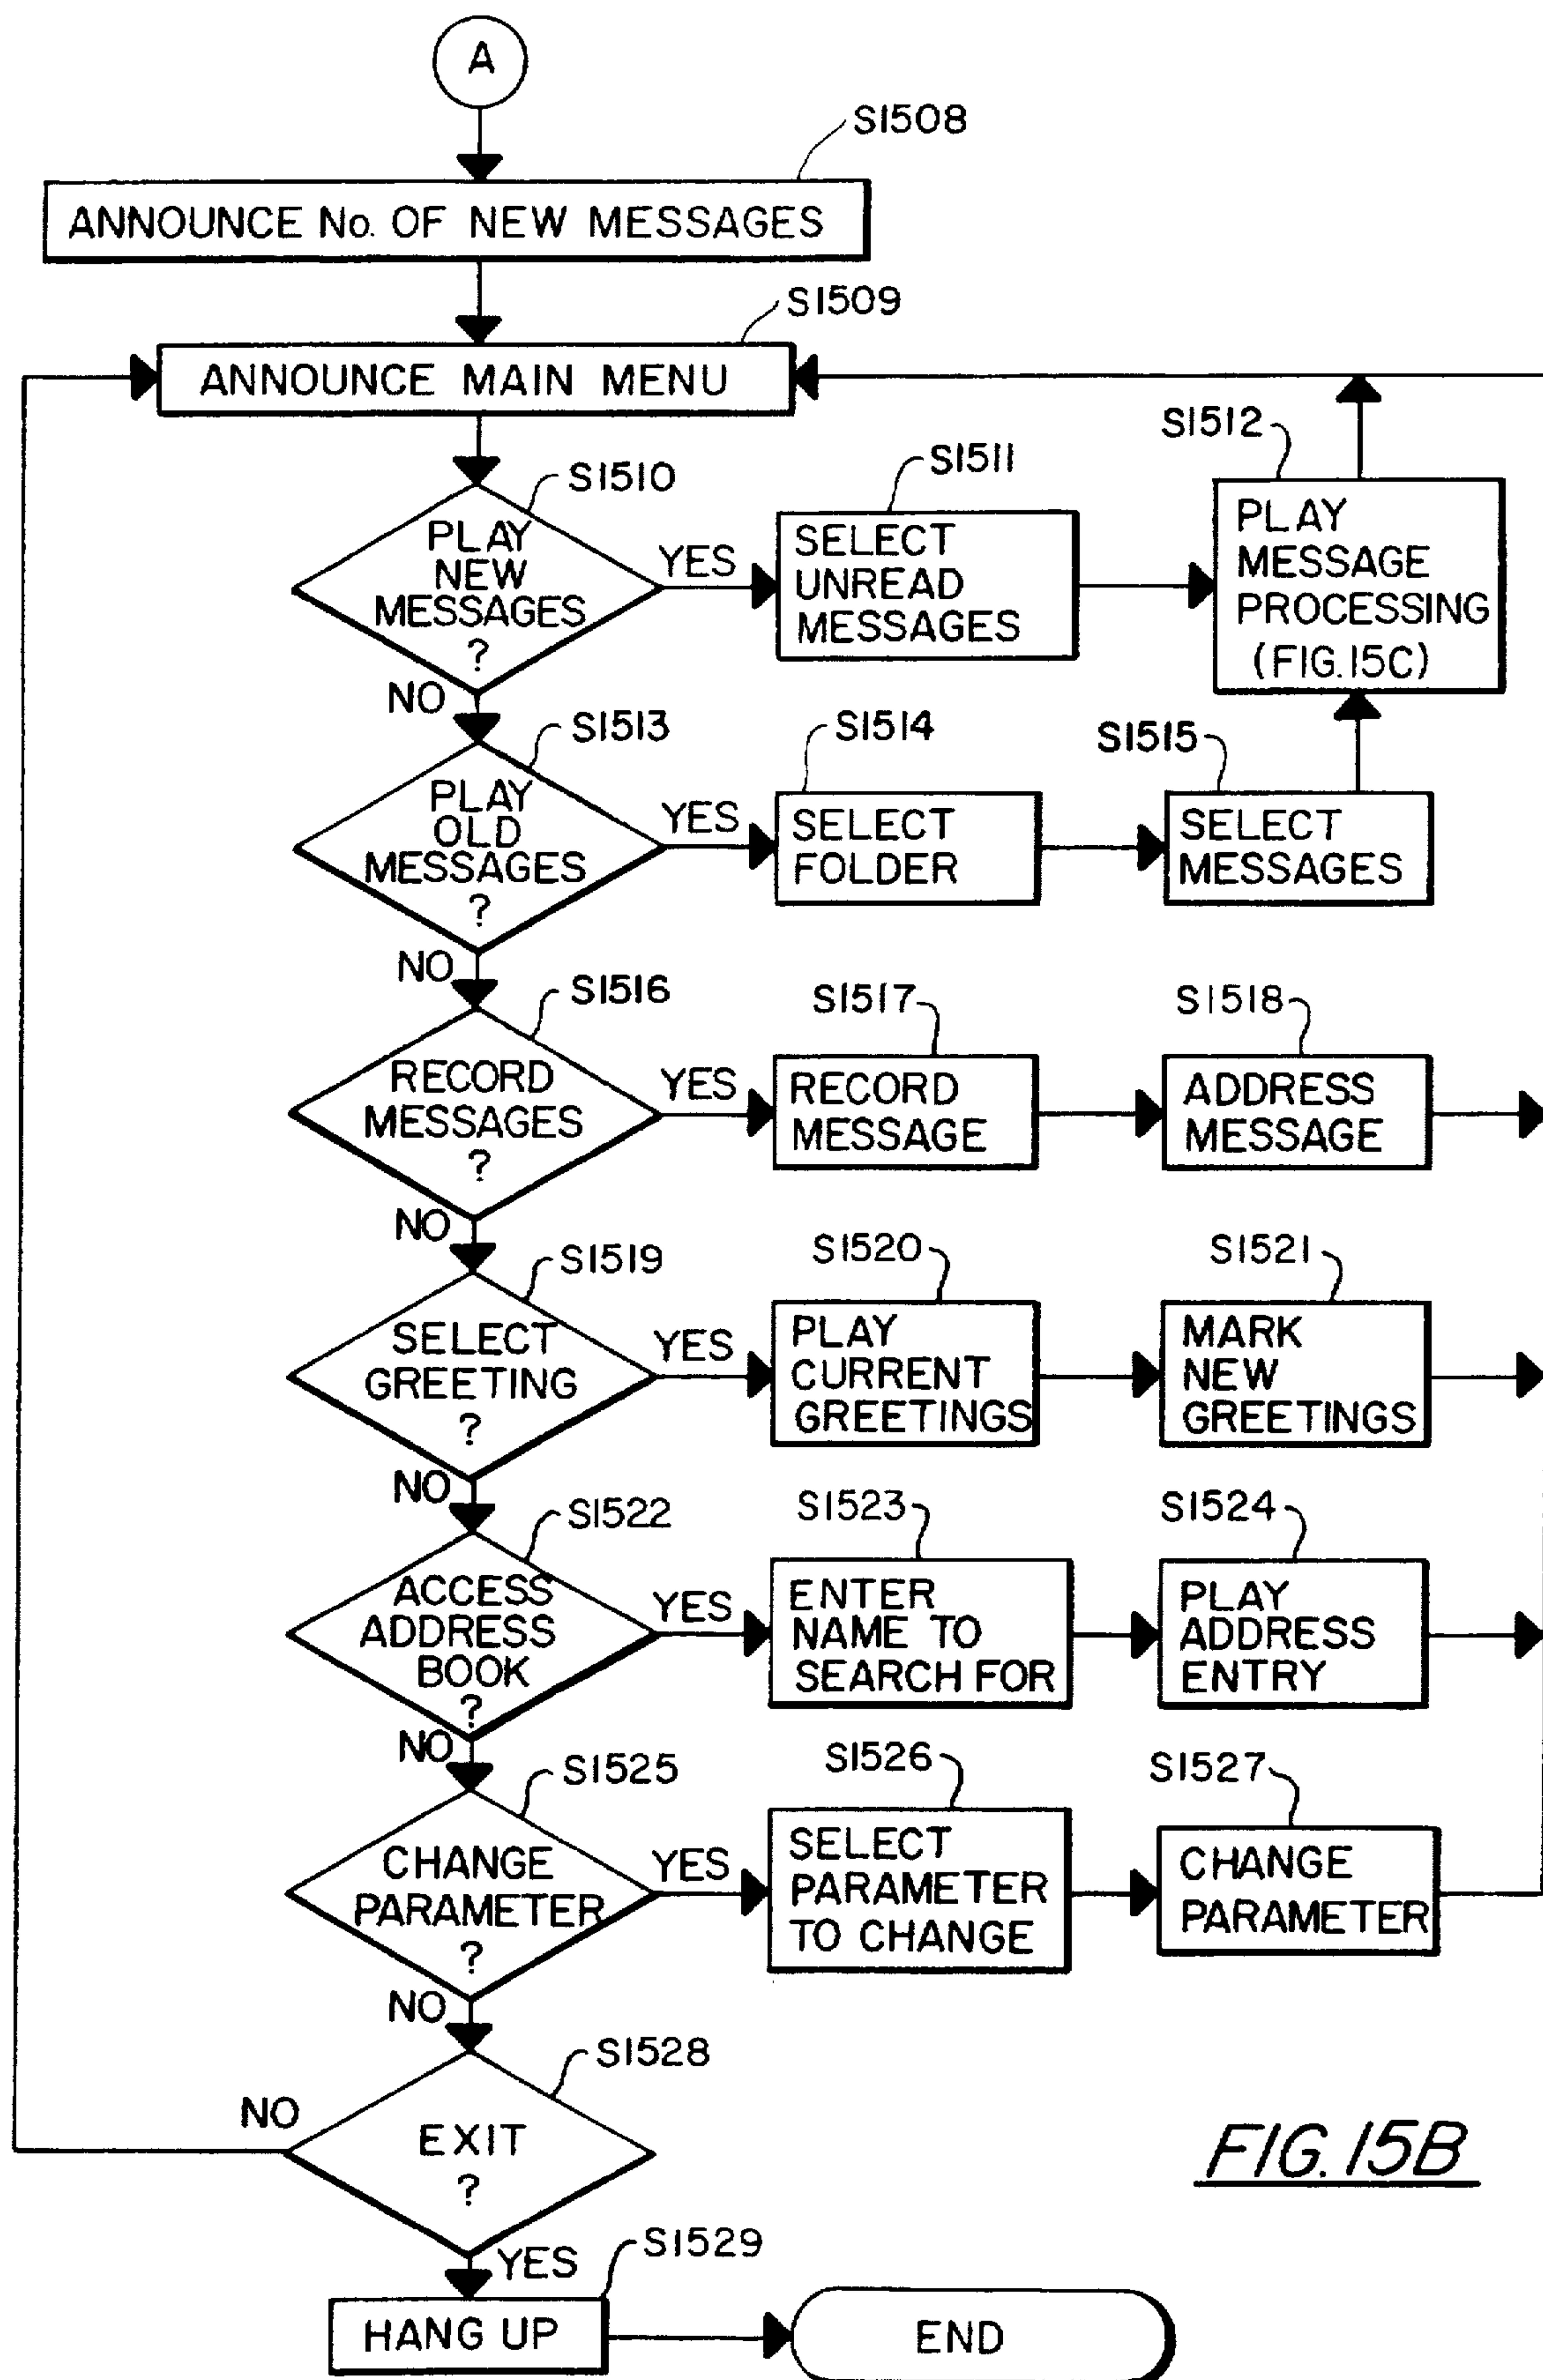 A
S1508
ANNOUNCE No. OF NEW MESSAGES
S1509
ANNOUNCE MAIN MENU
S1510
PLAY
NEW
MESSAGES
?
YES
NO
S1511
SELECT
UNREAD
MESSAGES
S1512
PLAY
MESSAGE
PROCESSING
(FIG. 15C)
S1513
PLAY
OLD
MESSAGES
?
YES
NO
S1514
SELECT
FOLDER
S1515
SELECT
MESSAGES
S1516
RECORD
MESSAGES
?
YES
NO
S1517
RECORD
MESSAGE
S1518
ADDRESS
MESSAGE
S1519
SELECT
GREETING
?
YES
NO
S1520
PLAY
CURRENT
GREETINGS
S1521
MARK
NEW
GREETINGS
S1522
ACCESS
ADDRESS
BOOK
?
YES
NO
S1523
ENTER
NAME TO
SEARCH FOR
S1524
PLAY
ADDRESS
ENTRY
S1525
CHANGE
PARAMETER
?
YES
NO
S1526
SELECT
PARAMETER
TO CHANGE
S1527
CHANGE
PARAMETER
S1528
EXIT
?
NO
YES
S1529
HANG UP
END
FIG. 15B